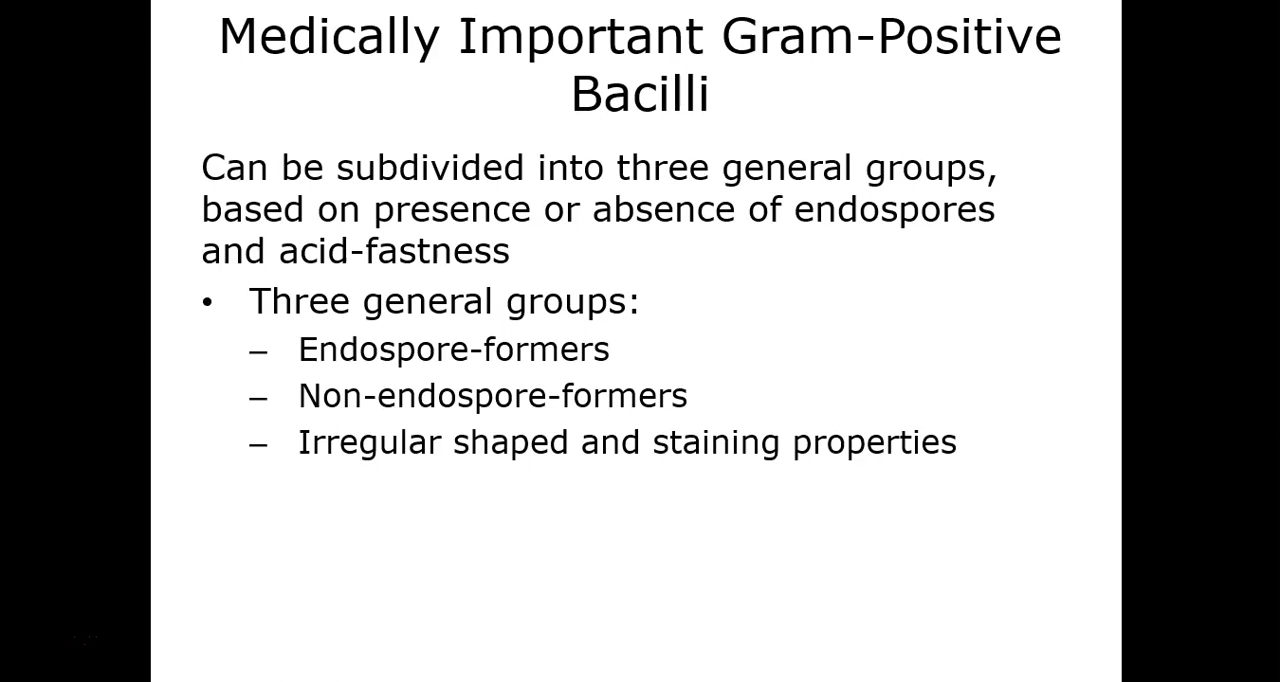 Medically Important Gram-Positive
Bacilli
Can be subdivided into three general groups,
based on presence or absence of endospores
and acid-fastness
• Three general groups:
– Endospore-formers
– Non-endospore-formers
– Irregular shaped and staining properties